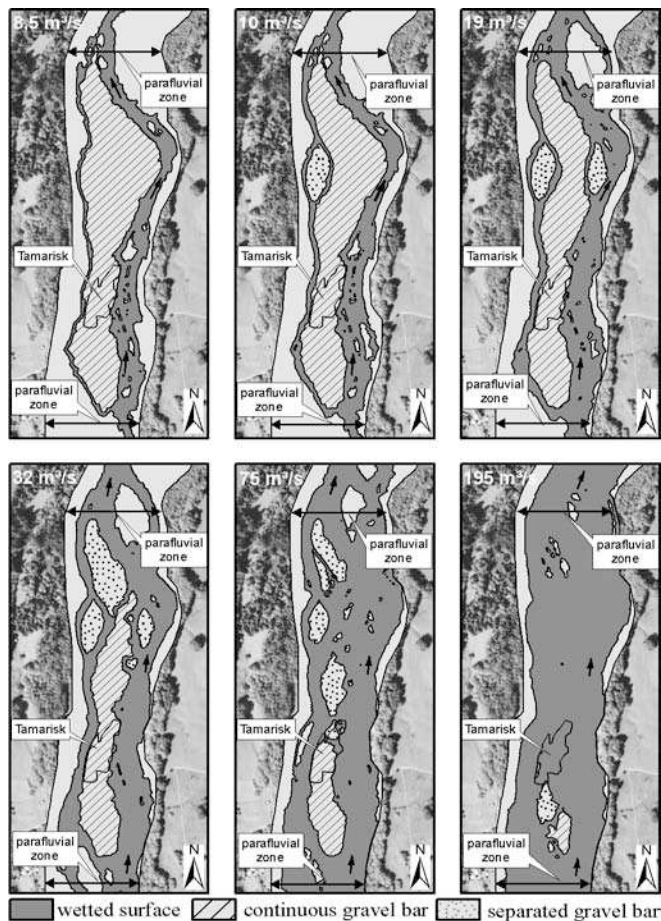 8,5 m³/s
10 m³/s
19 m³/s
parafluvial
zone
parafluvial
zone
parafluvial
zone
Tamarisk
Tamarisk
Tamarisk
parafluvial
zone
parafluvial
zone
parafluvial
zone
N
N
N
32 m³/s
75 m³/s
195 m³/s
parafluvial
zone
parafluvial
zone
parafluvial
zone
Tamarisk
Tamarisk
Tamarisk
parafluvial
zone
parafluvial
zone
parafluvial
zone
N
N
N
wetted surface
continuous gravel bar
separated gravel bar